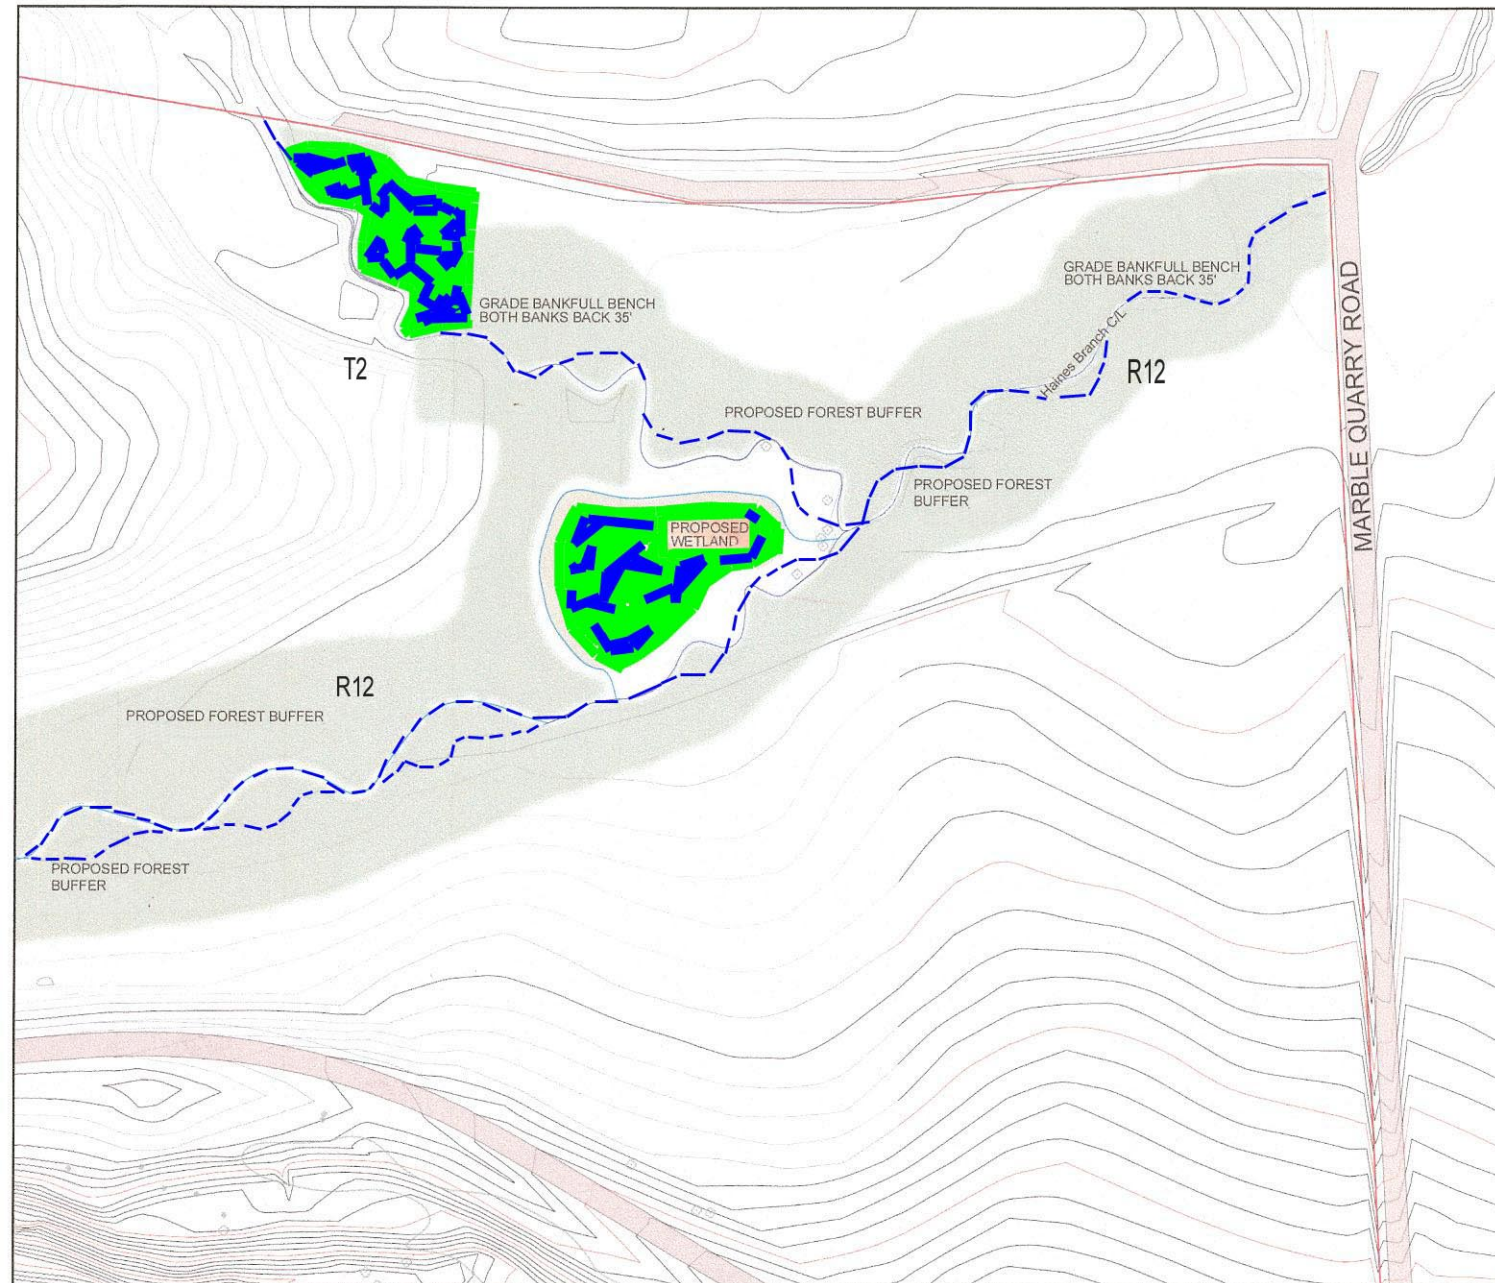 GRADE BANKFULL BENCH
BOTH BANKS BACK 35'
MARBLE QUARRY ROAD
GRADE BANKFULL BENCH
BOTH BANKS BACK 35'
Haines Branch C/L
T2
R12
PROPOSED FOREST BUFFER
PROPOSED FOREST
BUFFER
PROPOSED
WETLAND
R12
PROPOSED FOREST BUFFER
PROPOSED FOREST
BUFFER